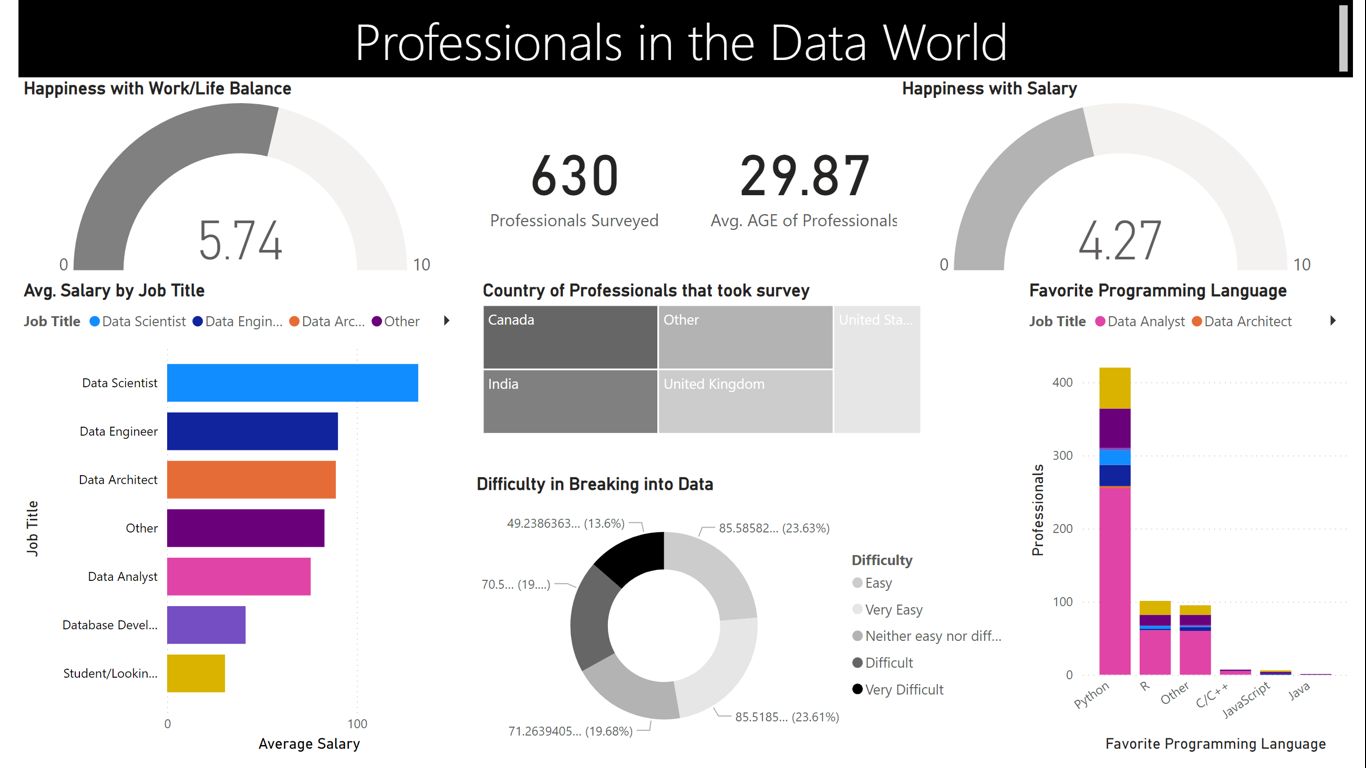 Professionals in the Data World
Happiness with Work/Life Balance
5.74
0
10
630
Professionals Surveyed
29.87
Avg. AGE of Professionals
Happiness with Salary
4.27
0
10
Avg. Salary by Job Title
Job Title Data Scientist Data Engin... Data Arc... Other
Data Scientist
Data Engineer
Data Architect
Other
Data Analyst
Database Devel...
Student/Lookin...
Job Title
0 100
Average Salary
Country of Professionals that took survey
Canada
Other
United Sta...
India
United Kingdom
Difficulty in Breaking into Data
49.2386363... (13.6%)
85.58582... (23.63%)
70.5... (19....)
71.2639405... (19.68%)
85.5185... (23.61%)
Difficulty
Easy
Very Easy
Neither easy nor diff...
Difficult
Very Difficult
Favorite Programming Language
Job Title Data Analyst Data Architect
Professionals
400
300
200
100
0
Python
R
Other
C/C++
JavaScript
Java
Favorite Programming Language